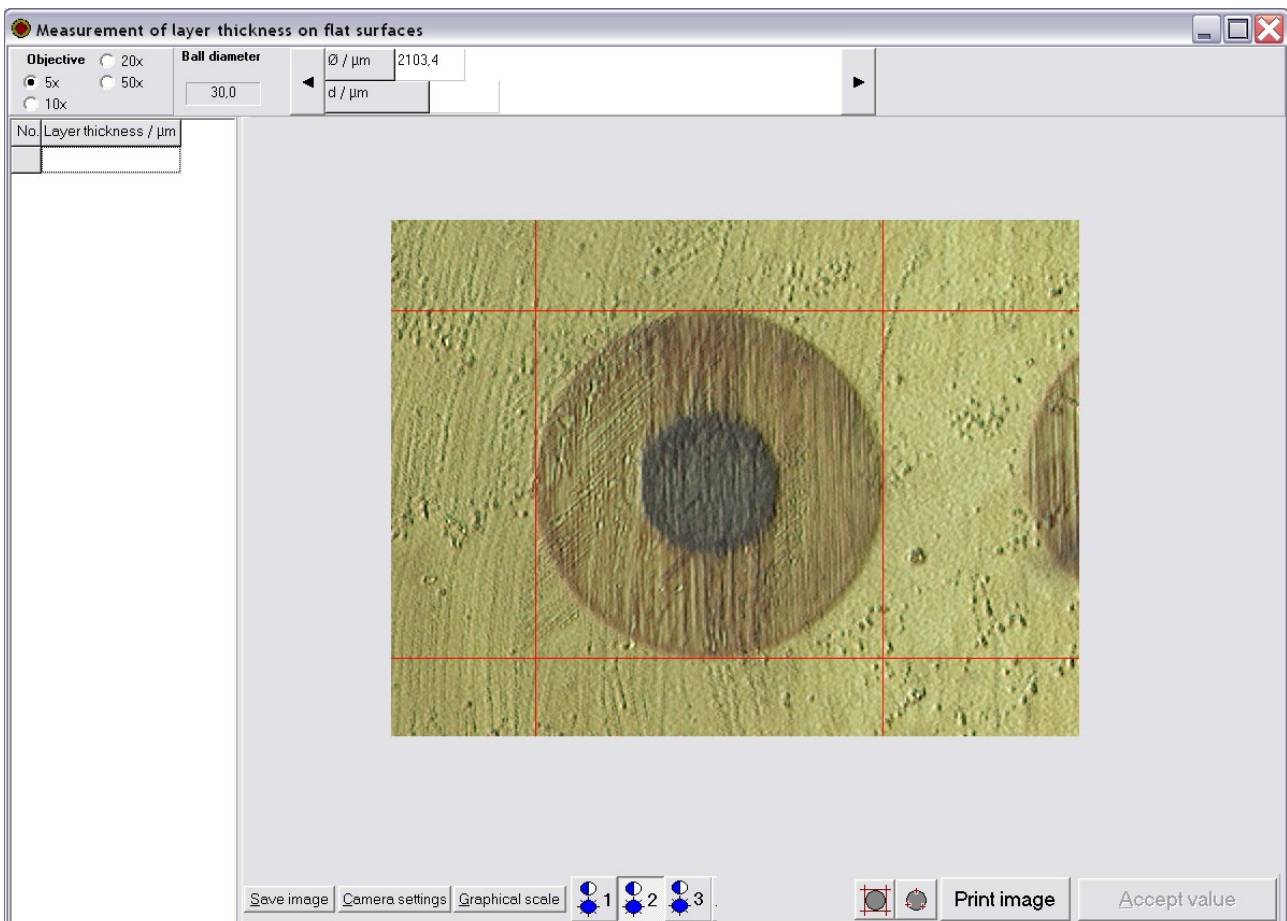 Measurement of layer thickness on flat surfaces
Objective
20x
5x
50x
10x
Ball diameter
30,0
Ø / µm 2103,4
d / µm
No. Layer thickness / µm
Save image Camera settings Graphical scale 1 2 3 Print image Accept value